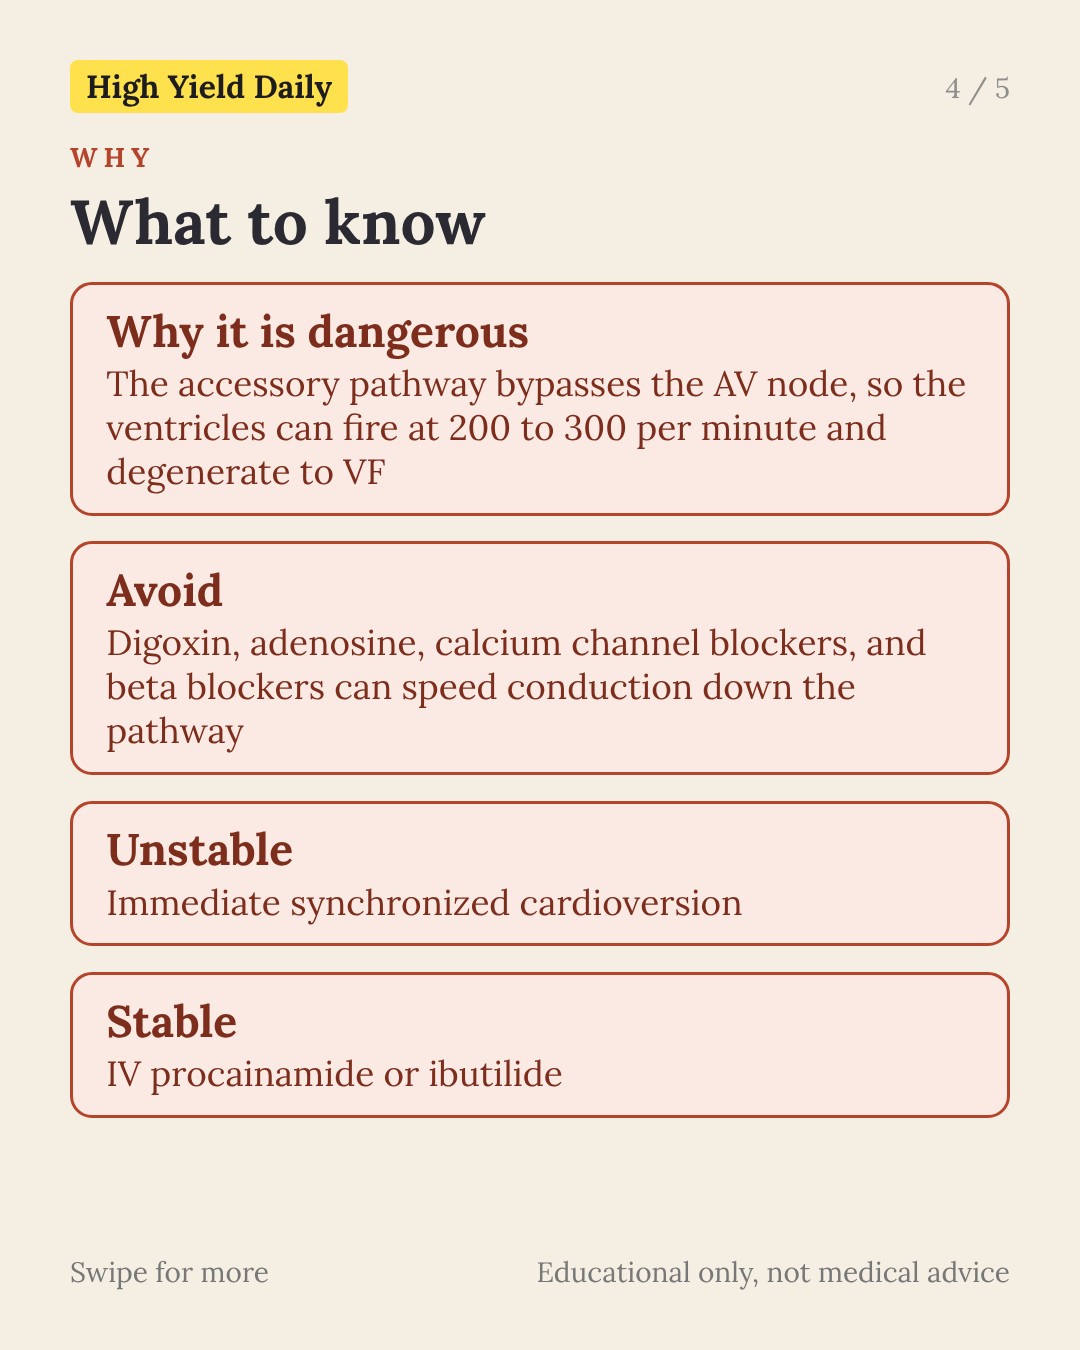 High Yield Daily
4 / 5
WHY
What to know
Why it is dangerous
The accessory pathway bypasses the AV node, so the
ventricles can fire at 200 to 300 per minute and
degenerate to VF
Avoid
Digoxin, adenosine, calcium channel blockers, and
beta blockers can speed conduction down the
pathway
Unstable
Immediate synchronized cardioversion
Stable
IV procainamide or ibutilide
Swipe for more
Educational only, not medical advice